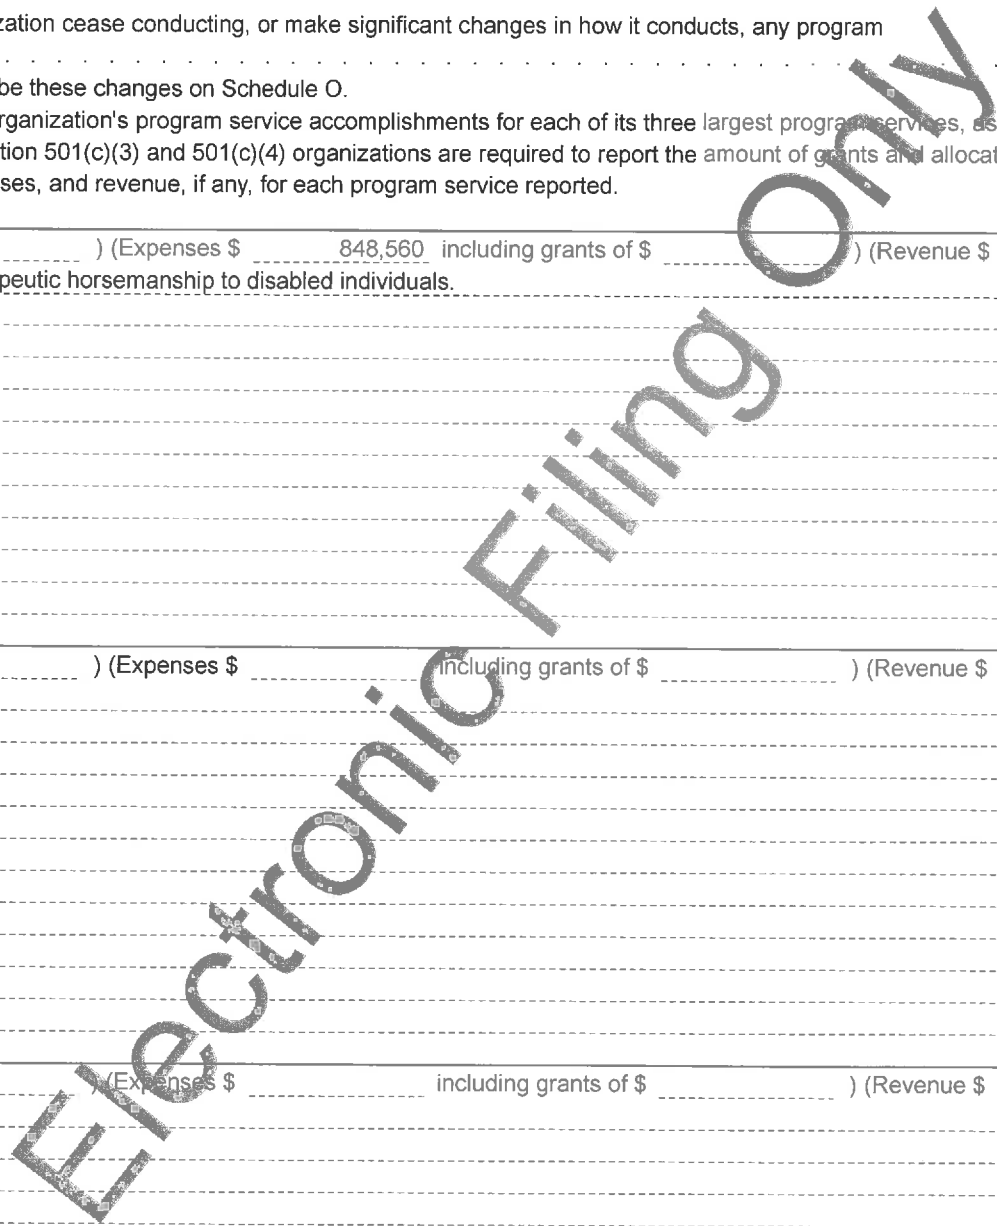 zation cease conducting, or make significant changes in how it conducts, any program
be these changes on Schedule O.
rganization's program service accomplishments for each of its three largest program services, as
tion 501(c)(3) and 501(c)(4) organizations are required to report the amount of grants and allocat
ses, and revenue, if any, for each program service reported.
) (Expenses $ 848,560 including grants of $ ) (Revenue $
peutic horsemanship to disabled individuals.
) (Expenses $ including grants of $ ) (Revenue $
) (Expenses $ including grants of $ ) (Revenue $
Electronic Filing Only